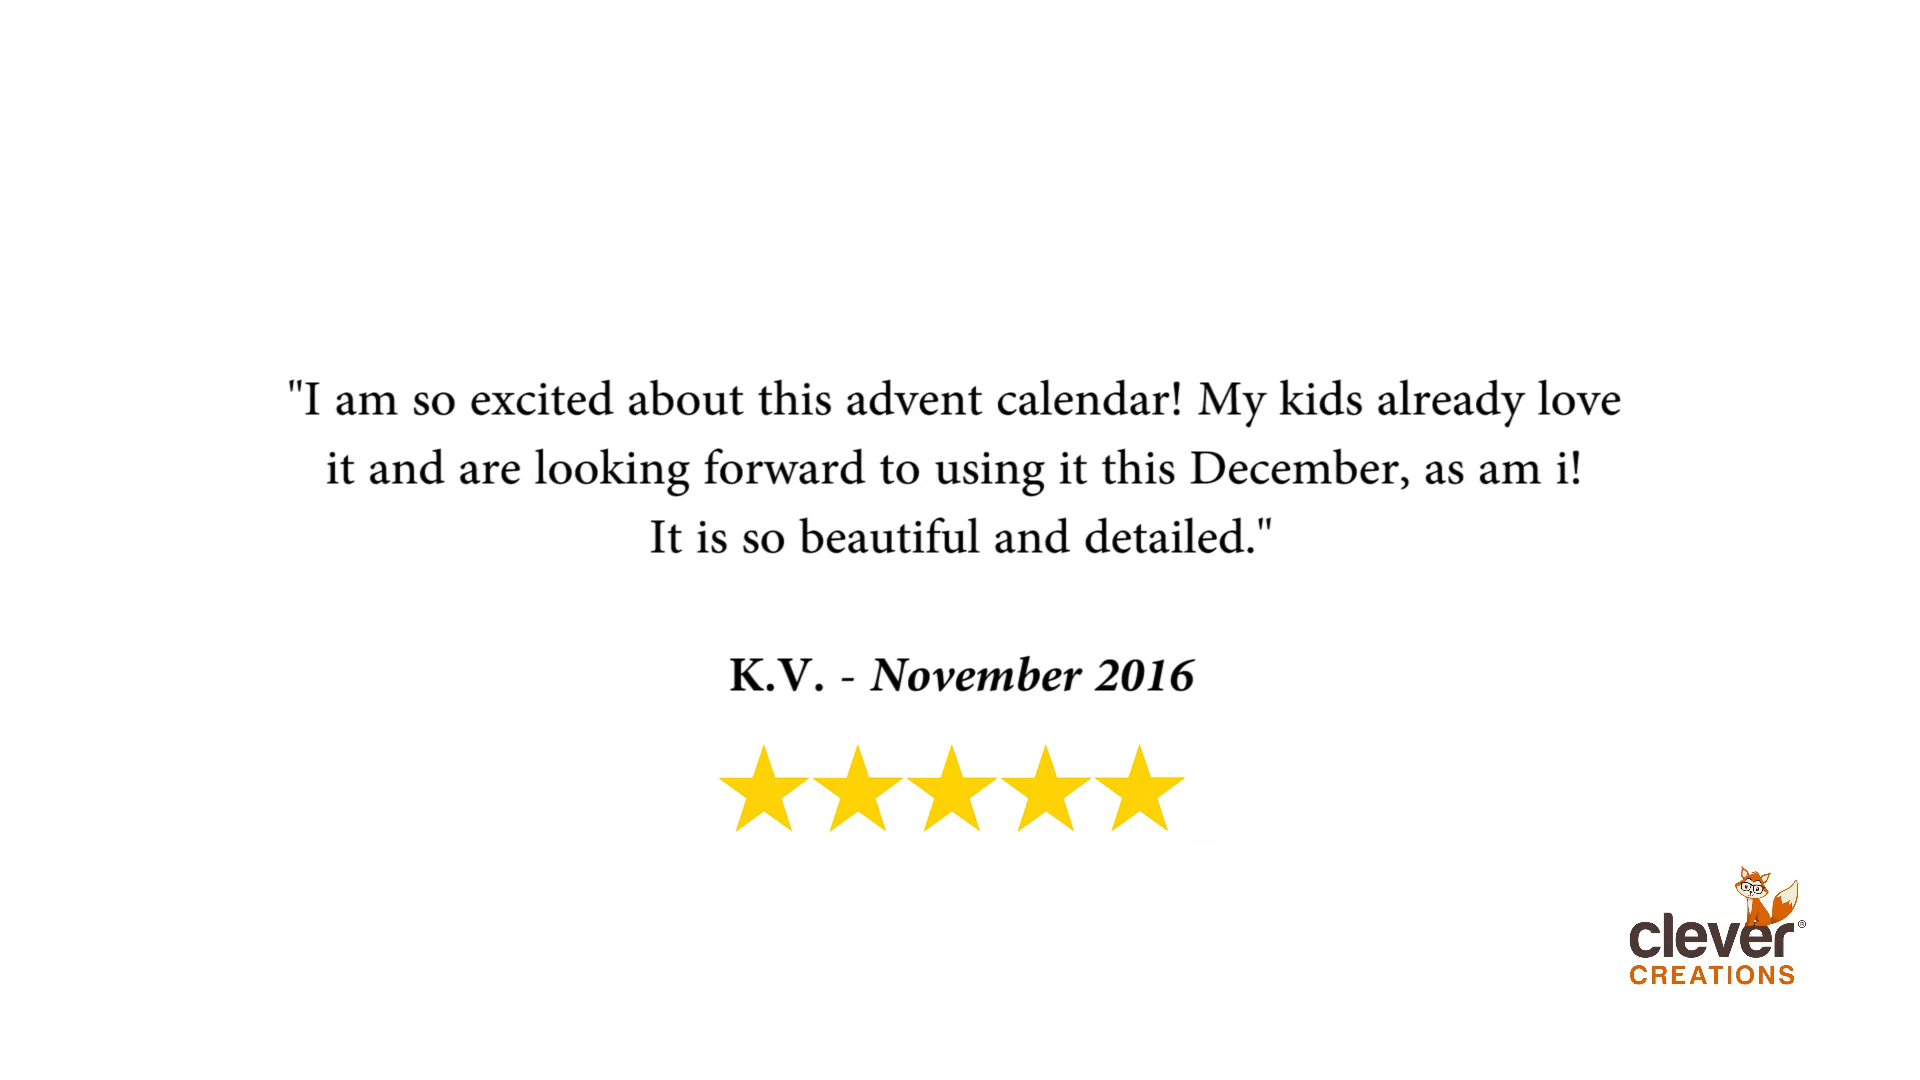 "I am so excited about this advent calendar! My kids already love
it and are looking forward to using it this December, as am i!
It is so beautiful and detailed."
K.V. - November 2016
clever®
CREATIONS